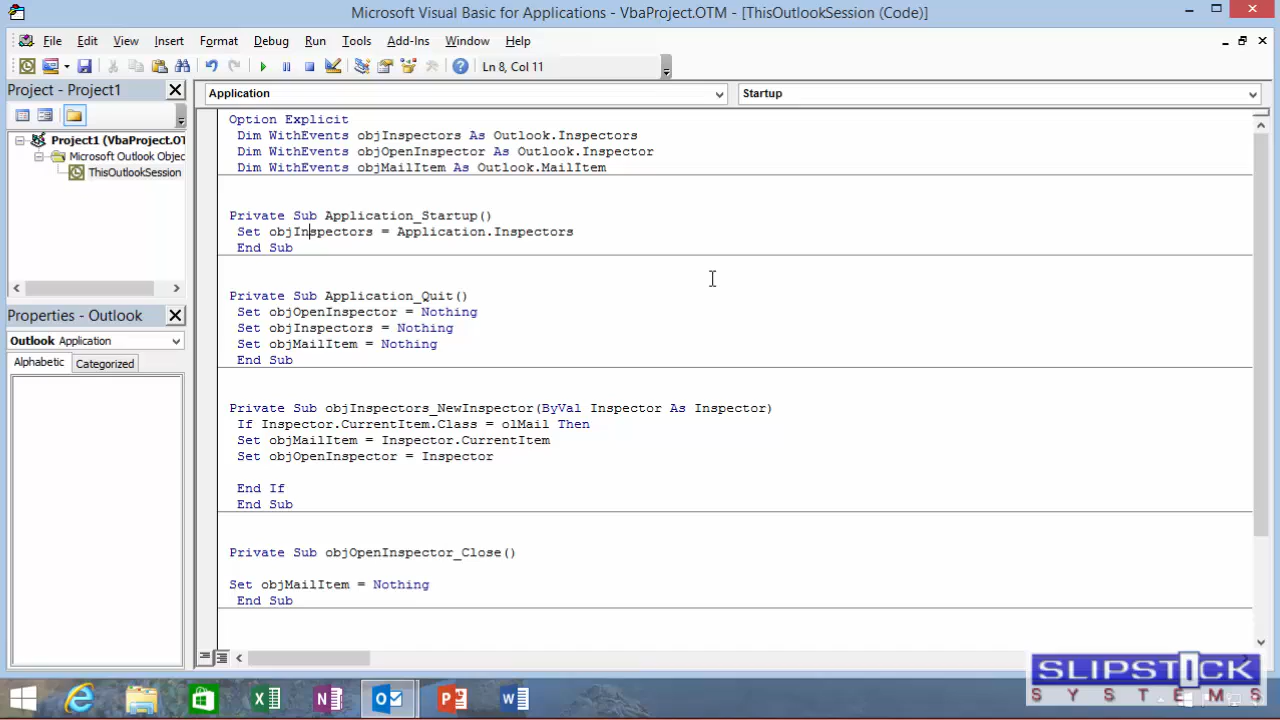 Microsoft Visual Basic for Applications - VbaProject.OTM - [ThisOutlookSession (Code)]
File Edit View Insert Format Debug Run Tools Add-Ins Window Help
Ln 8, Col 11
Project - Project1
Application
Startup
Project1 (VbaProject.OT
Microsoft Outlook Objec
ThisOutlookSession
Properties - Outlook
Outlook Application
Alphabetic Categorized
Option Explicit
Dim WithEvents objInspectors As Outlook.Inspectors
Dim WithEvents objOpenInspector As Outlook.Inspector
Dim WithEvents objMailItem As Outlook.MailItem
Private Sub Application_Startup()
Set objInspectors = Application.Inspectors
End Sub
Private Sub Application_Quit()
Set objOpenInspector = Nothing
Set objInspectors = Nothing
Set objMailItem = Nothing
End Sub
Private Sub objInspectors_NewInspector(ByVal Inspector As Inspector)
If Inspector.CurrentItem.Class = olMail Then
Set objMailItem = Inspector.CurrentItem
Set objOpenInspector = Inspector
End If
End Sub
Private Sub objOpenInspector_Close()
Set objMailItem = Nothing
End Sub
SLIPSTICK
SYSTEMS